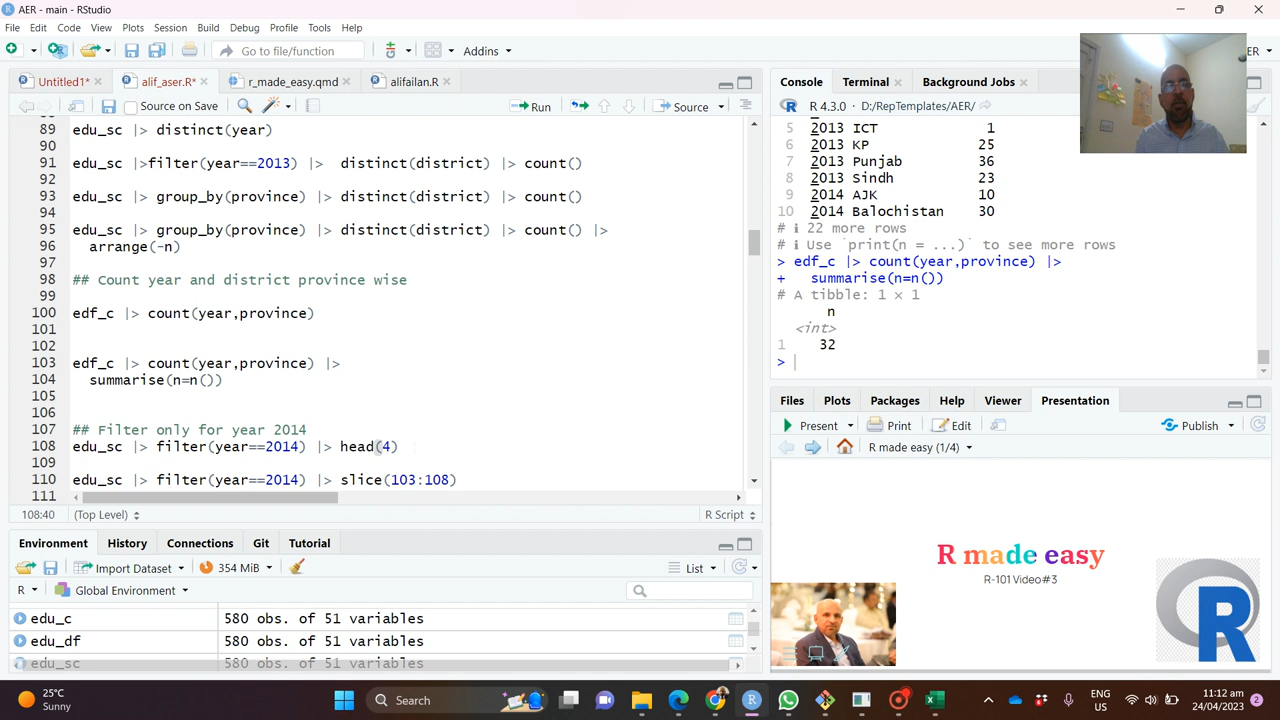 AER - main - RStudio
File Edit Code View Plots Session Build Debug Profile Tools Help
Go to file/function Addins
Untitled1* alif_aser.R* r_made_easy.qmd alifailan.R
Source on Save Run Source
89 edu_sc |> distinct(year)
90
91 edu_sc |>filter(year==2013) |> distinct(district) |> count()
92
93 edu_sc |> group_by(province) |> distinct(district) |> count()
94
95 edu_sc |> group_by(province) |> distinct(district) |> count() |>
96 arrange(-n)
97
98 ## Count year and district province wise
99
100 edf_c |> count(year,province)
101
102
103 edf_c |> count(year,province) |>
104 summarise(n=n())
105
106
107 ## Filter only for year 2014
108 edu_sc |> filter(year==2014) |> head(4)
109
110 edu_sc |> filter(year==2014) |> slice(103:108)
111
108:40 (Top Level) R Script
Environment History Connections Git Tutorial
Import Dataset 354 MiB List
R Global Environment
edu_c 580 obs. of 51 variables
edu_df 580 obs. of 51 variables
edu_sc 580 obs. of 51 variables
Console Terminal Background Jobs
ER
R 4.3.0 · D:/RepTemplates/AER/
5 2013 ICT 1
6 2013 KP 25
7 2013 Punjab 36
8 2013 Sindh 23
9 2014 AJK 10
10 2014 Balochistan 30
# ℹ 22 more rows
# ℹ Use `print(n = ...)` to see more rows
> edf_c |> count(year,province) |>
+ summarise(n=n())
# A tibble: 1 × 1
n
<int>
1 32
>
Files Plots Packages Help Viewer Presentation
Present Print Edit Publish
R made easy (1/4)
R made easy
R-101 Video#3
R
25°C
Sunny
Search
ENG
US
11:12 am
24/04/2023
2